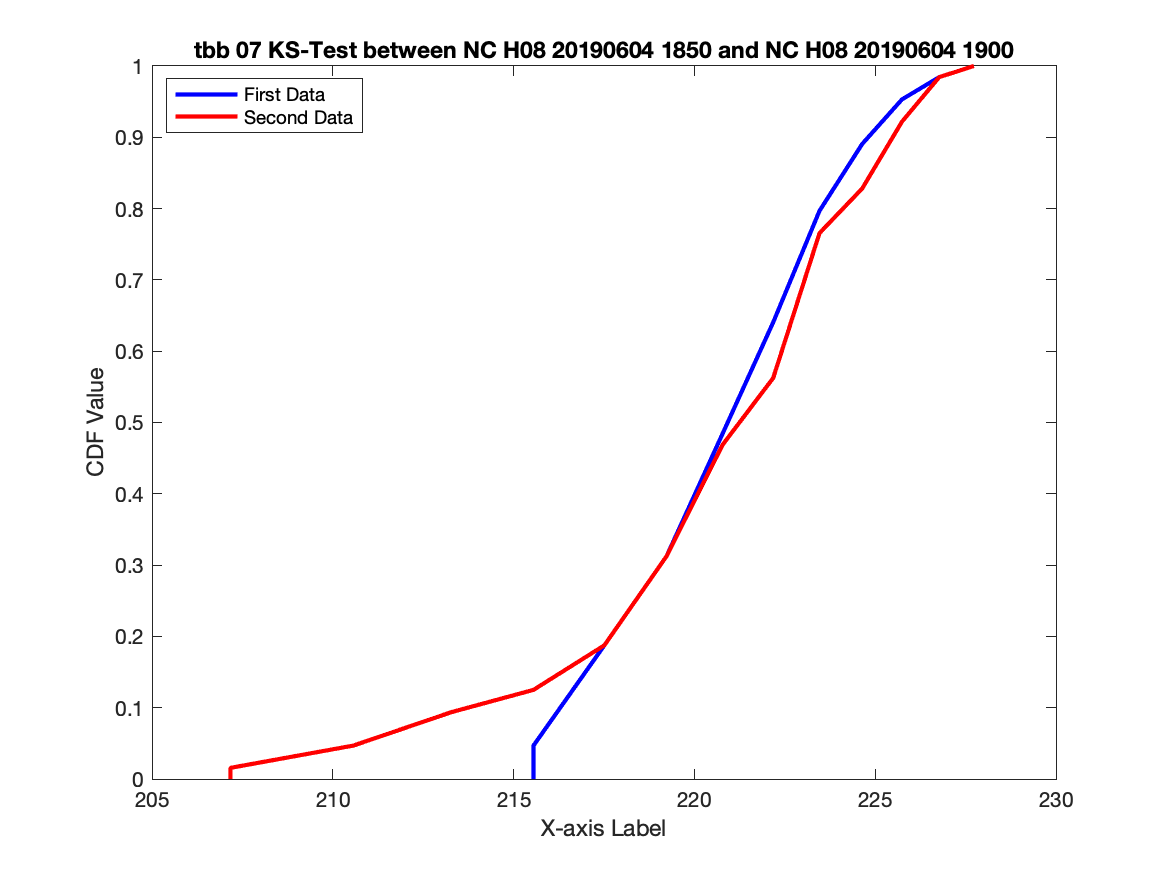 tbb 07 KS-Test between NC H08 20190604 1850 and NC H08 20190604 1900
First Data
Second Data
1
0.9
0.8
0.7
0.6
0.5
0.4
0.3
0.2
0.1
0
CDF Value
205 210 215 220 225 230
X-axis Label